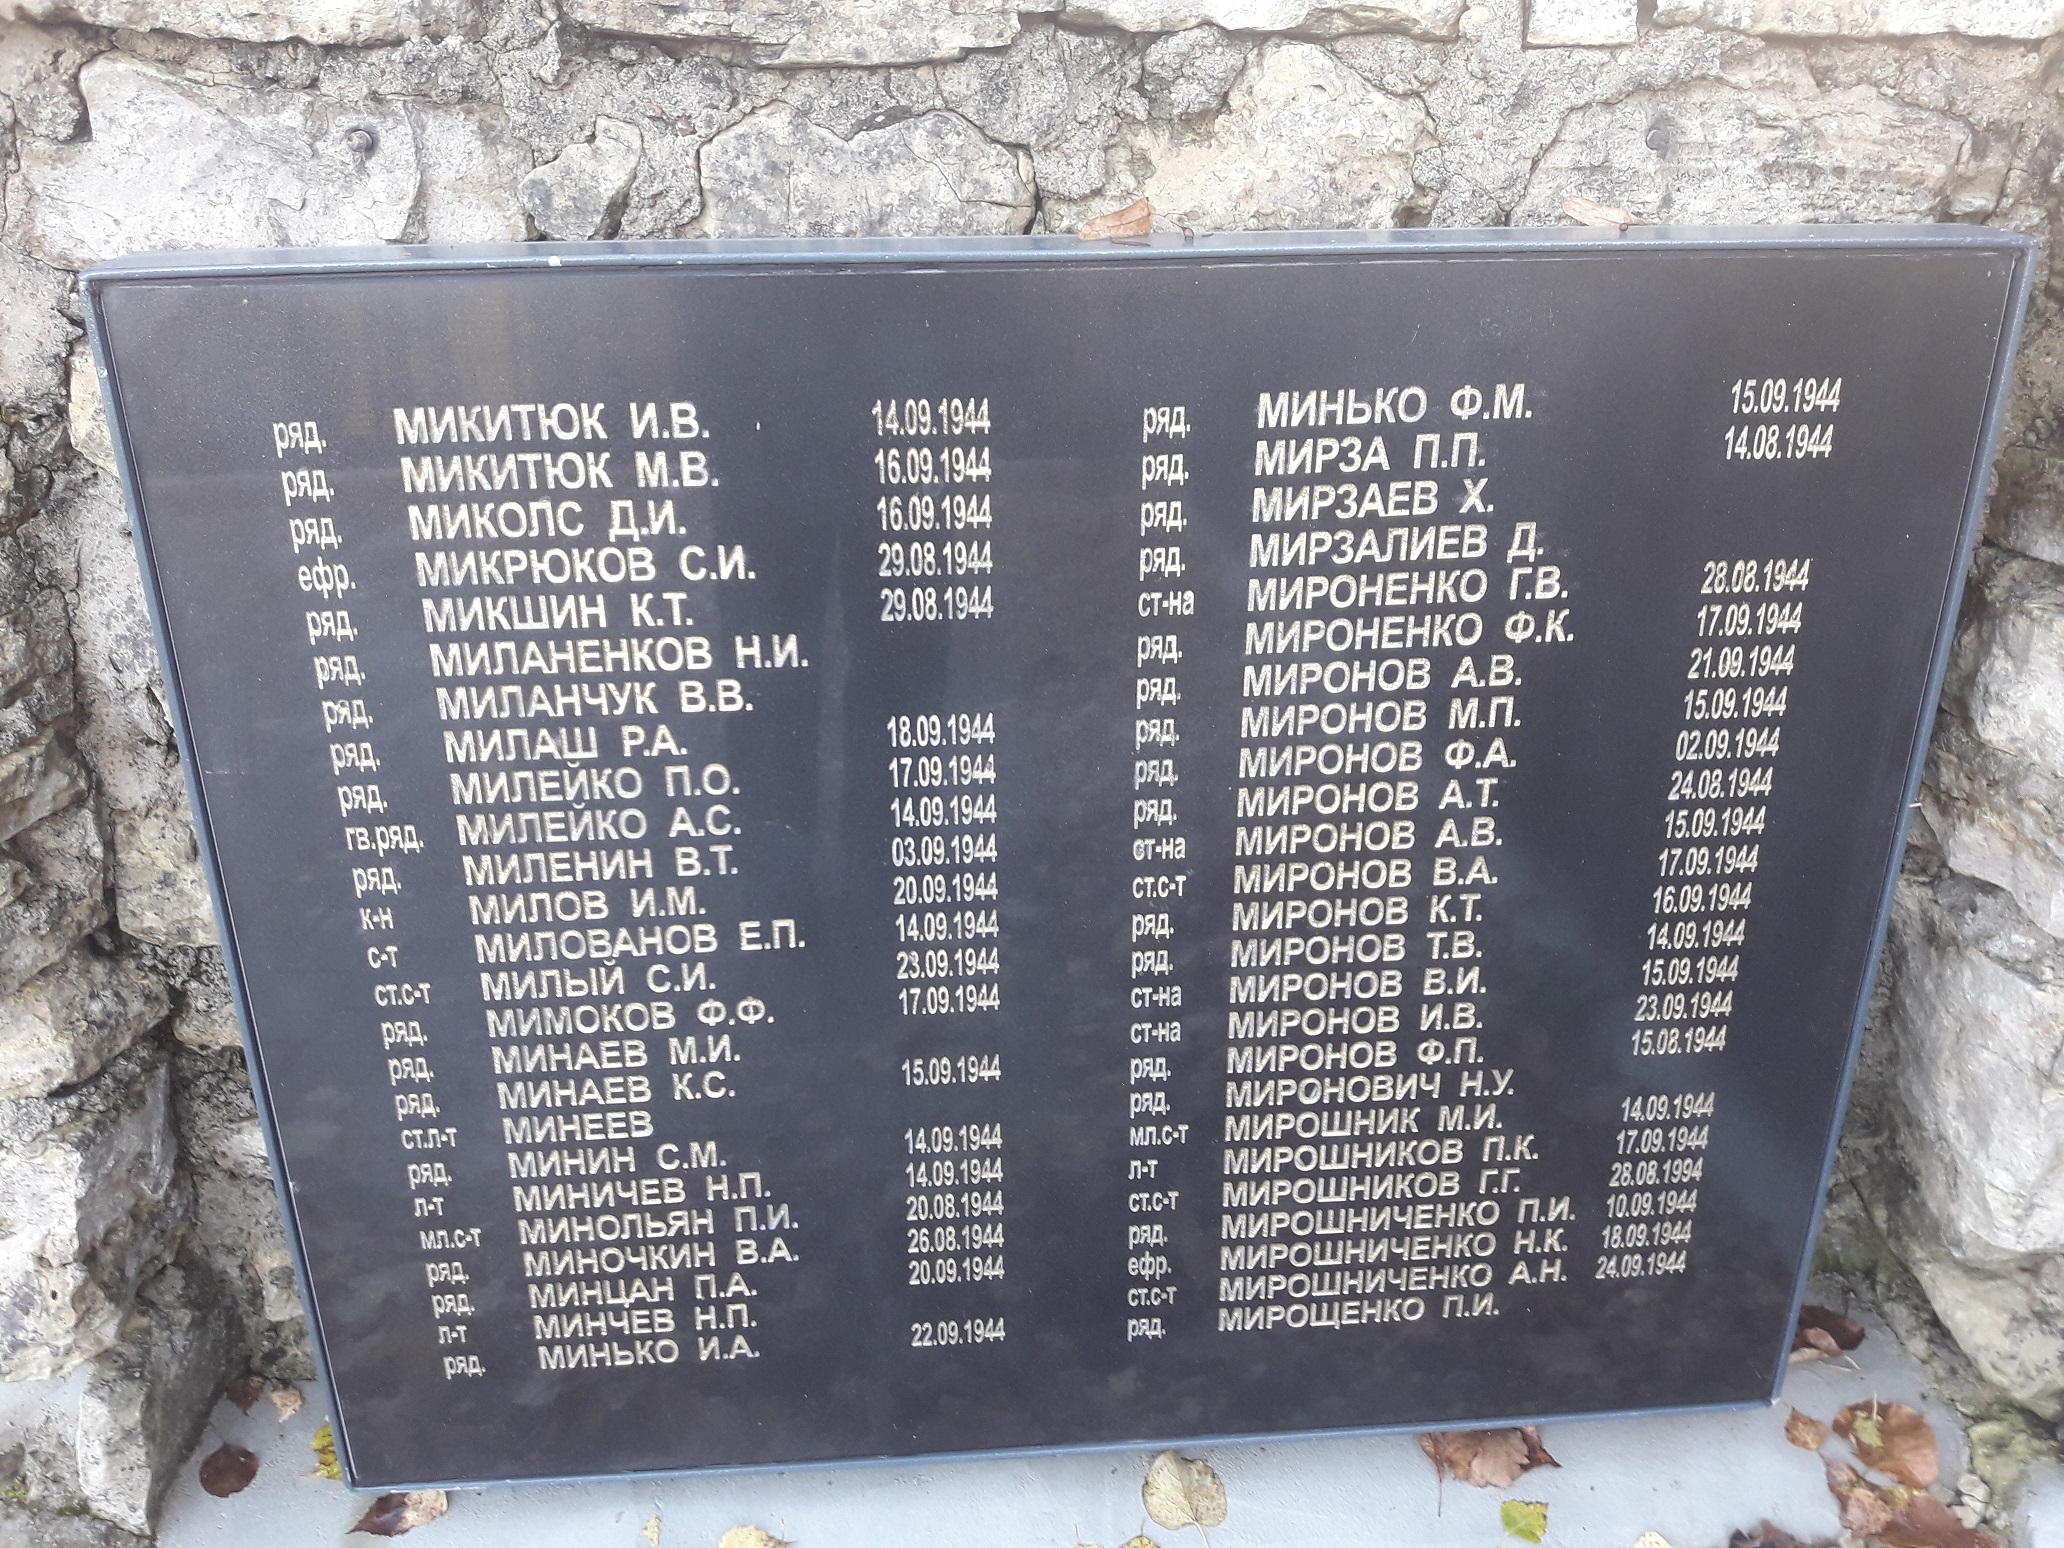 ряд. МИКИТЮК И.В. 14.09.1944
ряд. МИКИТЮК М.В. 16.09.1944
ряд. МИКОЛС Д.И. 16.09.1944
ефр. МИКРЮКОВ С.И. 29.08.1944
ряд. МИКШИН К.Т. 29.08.1944
ряд. МИЛАНЕНКОВ Н.И.
ряд. МИЛАНЧУК В.В.
ряд. МИЛАШ Р.А. 18.09.1944
ряд. МИЛЕЙКО П.О. 17.09.1944
гв.ряд. МИЛЕЙКО А.С. 14.09.1944
ряд. МИЛЕНИН В.Т. 03.09.1944
к-н МИЛОВ И.М. 20.09.1944
с-т МИЛОВАНОВ Е.П. 14.09.1944
ст.с-т МИЛЫЙ С.И. 23.09.1944
ряд. МИМОКОВ Ф.Ф. 17.09.1944
ряд. МИНАЕВ М.И.
ряд. МИНАЕВ К.С. 15.09.1944
ст.л-т МИНЕЕВ
ряд. МИНИН С.М. 14.09.1944
л-т МИНИЧЕВ Н.П. 14.09.1944
мл.с-т МИНОЛЬЯН П.И. 20.08.1944
ряд. МИНОЧКИН В.А. 26.08.1944
ряд. МИНЦАН П.А. 20.09.1944
л-т МИНЧЕВ Н.П.
ряд. МИНЬКО И.А. 22.09.1944
ряд. МИНЬКО Ф.М. 15.09.1944
ряд. МИРЗА П.П. 14.08.1944
ряд. МИРЗАЕВ Х.
ряд. МИРЗАЛИЕВ Д.
ст-на МИРОНЕНКО Г.В. 28.08.1944
ряд. МИРОНЕНКО Ф.К. 17.09.1944
ряд. МИРОНОВ А.В. 21.09.1944
ряд. МИРОНОВ М.П. 15.09.1944
ряд. МИРОНОВ Ф.А. 02.09.1944
ряд. МИРОНОВ А.Т. 24.08.1944
ст-на МИРОНОВ А.В. 15.09.1944
ст.с-т МИРОНОВ В.А. 17.09.1944
ряд. МИРОНОВ К.Т. 16.09.1944
ряд. МИРОНОВ Т.В. 14.09.1944
ст-на МИРОНОВ В.И. 15.09.1944
ст-на МИРОНОВ И.В. 23.09.1944
ряд. МИРОНОВ Ф.П. 15.08.1944
ряд. МИРОНОВИЧ Н.У.
мл.с-т МИРОШНИК М.И. 14.09.1944
л-т МИРОШНИКОВ П.К. 17.09.1944
ст.с-т МИРОШНИКОВ Г.Г. 28.08.1994
ряд. МИРОШНИЧЕНКО П.И. 10.09.1944
ефр. МИРОШНИЧЕНКО Н.К. 18.09.1944
ст.с-т МИРОШНИЧЕНКО А.Н. 24.09.1944
ряд. МИРОЩЕНКО П.И.